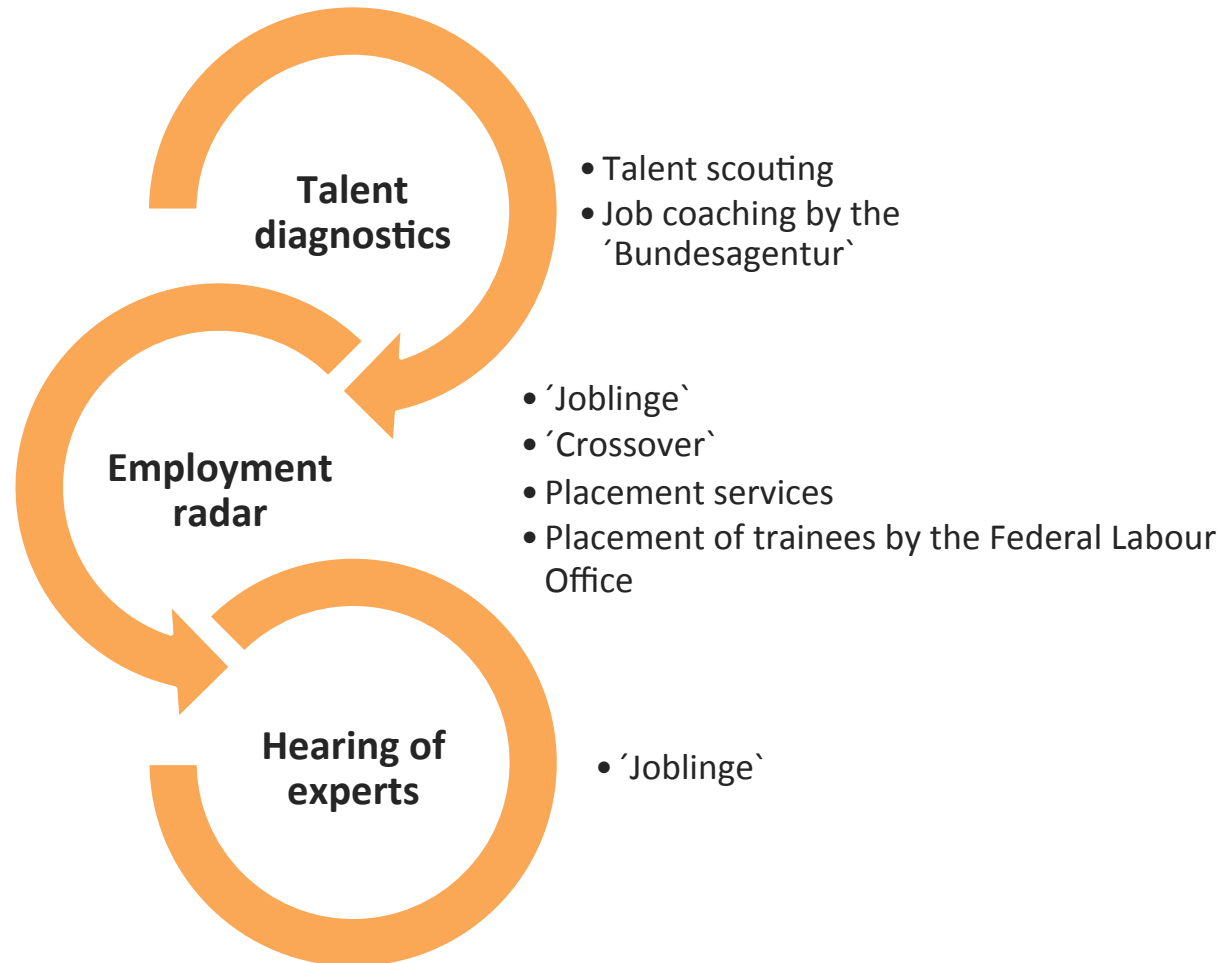 Talent
diagnostics
• Talent scouting
• Job coaching by the
´Bundesagentur`
Employment
radar
• ´Joblinge`
• ´Crossover`
• Placement services
• Placement of trainees by the Federal Labour
Office
Hearing of
experts
• ´Joblinge`